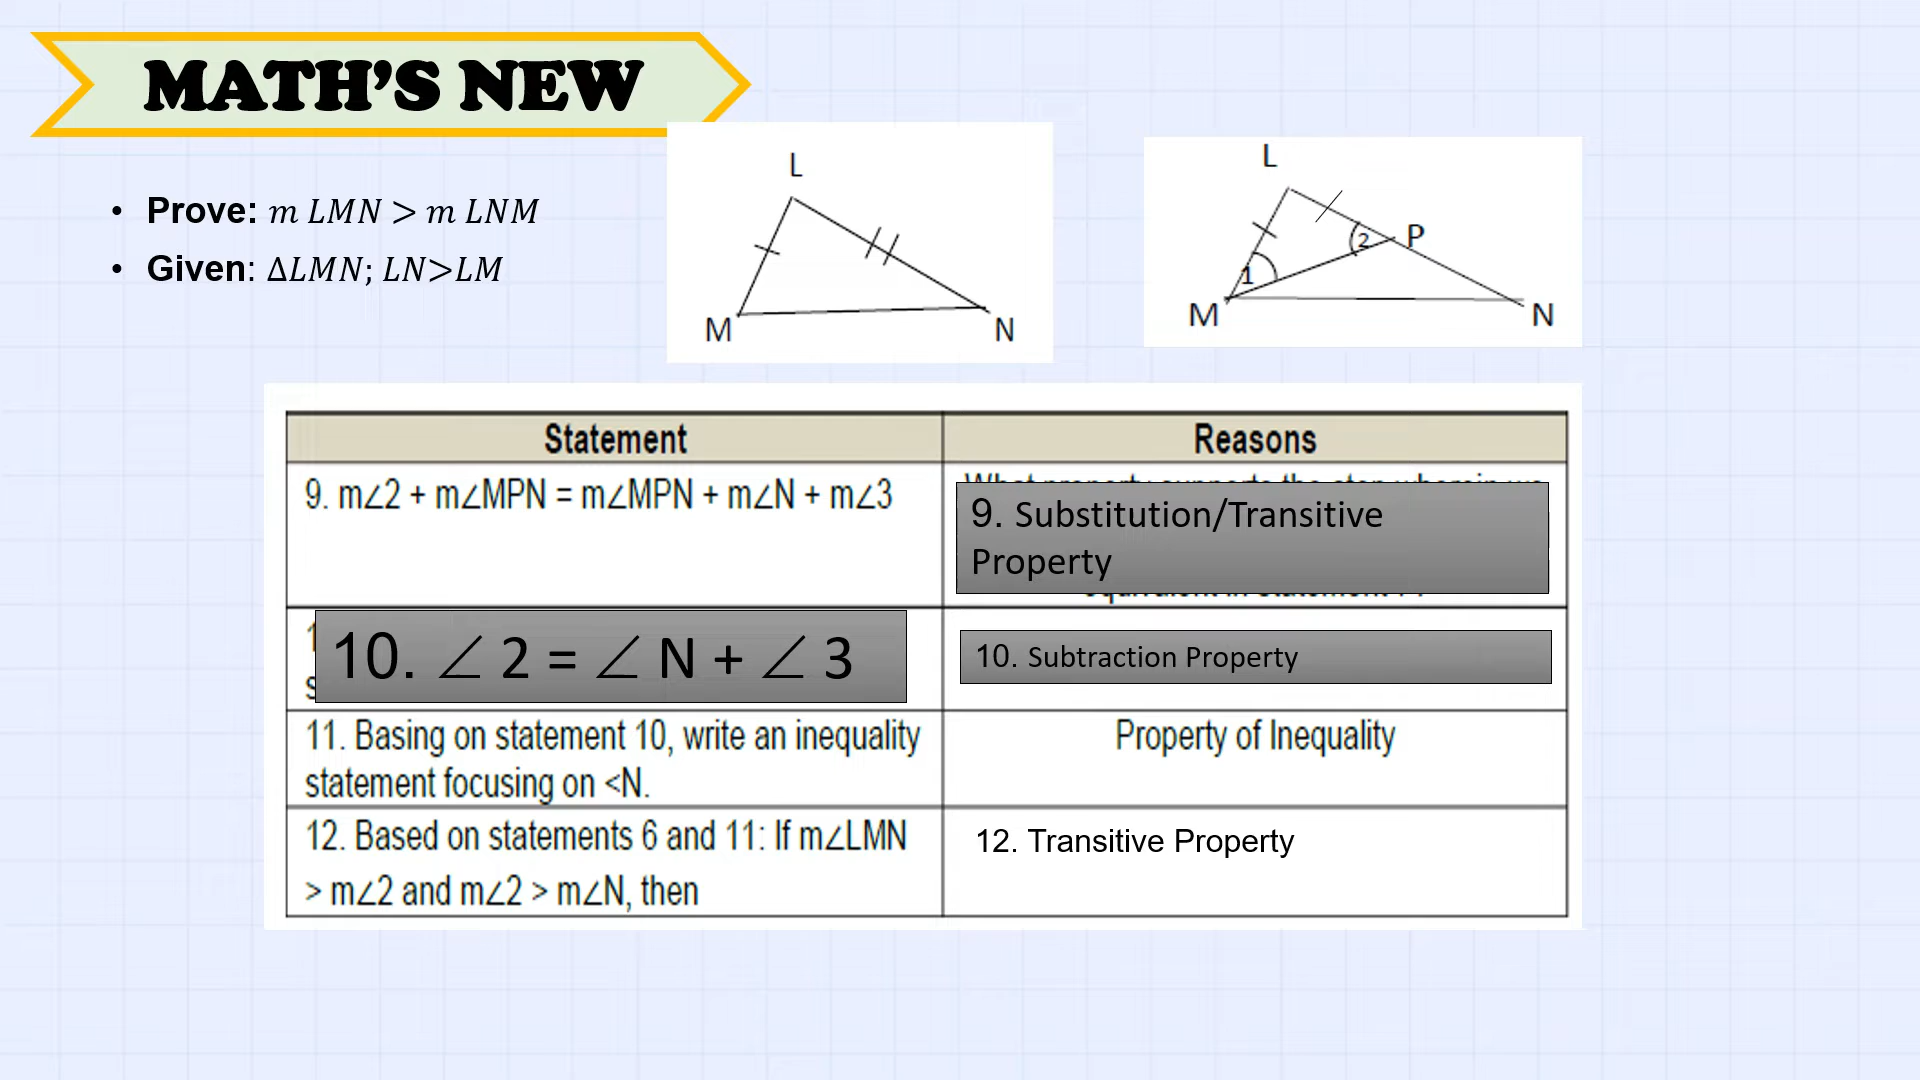 MATH’S NEW
• Prove: m LMN > m LNM
• Given: ΔLMN; LN>LM
L
M
N
L
P
2
1
M
N
Statement
Reasons
9. m∠2 + m∠MPN = m∠MPN + m∠N + m∠3
9. Substitution/Transitive
Property
10. ∠ 2 = ∠ N + ∠ 3
10. Subtraction Property
11. Basing on statement 10, write an inequality
statement focusing on <N.
Property of Inequality
12. Based on statements 6 and 11: If m∠LMN
> m∠2 and m∠2 > m∠N, then
12. Transitive Property